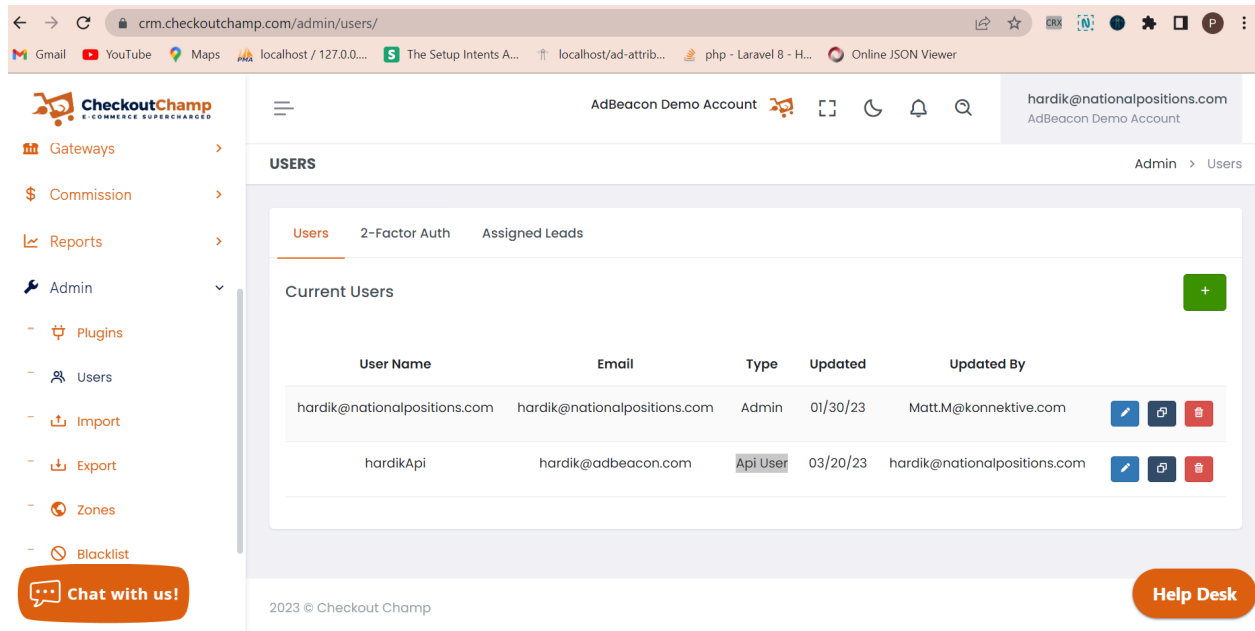 crm.checkoutchamp.com/admin/users/
CRX
N
P
Gmail YouTube Maps PMA localhost / 127.0.0.... S The Setup Intents A... localhost/ad-attrib... php - Laravel 8 - H... Online JSON Viewer
CheckoutChamp
E-COMMERCE SUPERCHARGED
AdBeacon Demo Account
hardik@nationalpositions.com
AdBeacon Demo Account
Gateways
Commission
Reports
Admin
Plugins
Users
Import
Export
Zones
Blacklist
Chat with us!
USERS
Admin > Users
Users 2-Factor Auth Assigned Leads
Current Users
+
User Name Email Type Updated Updated By
hardik@nationalpositions.com hardik@nationalpositions.com Admin 01/30/23 Matt.M@konnektive.com
hardikApi hardik@adbeacon.com Api User 03/20/23 hardik@nationalpositions.com
2023 © Checkout Champ
Help Desk